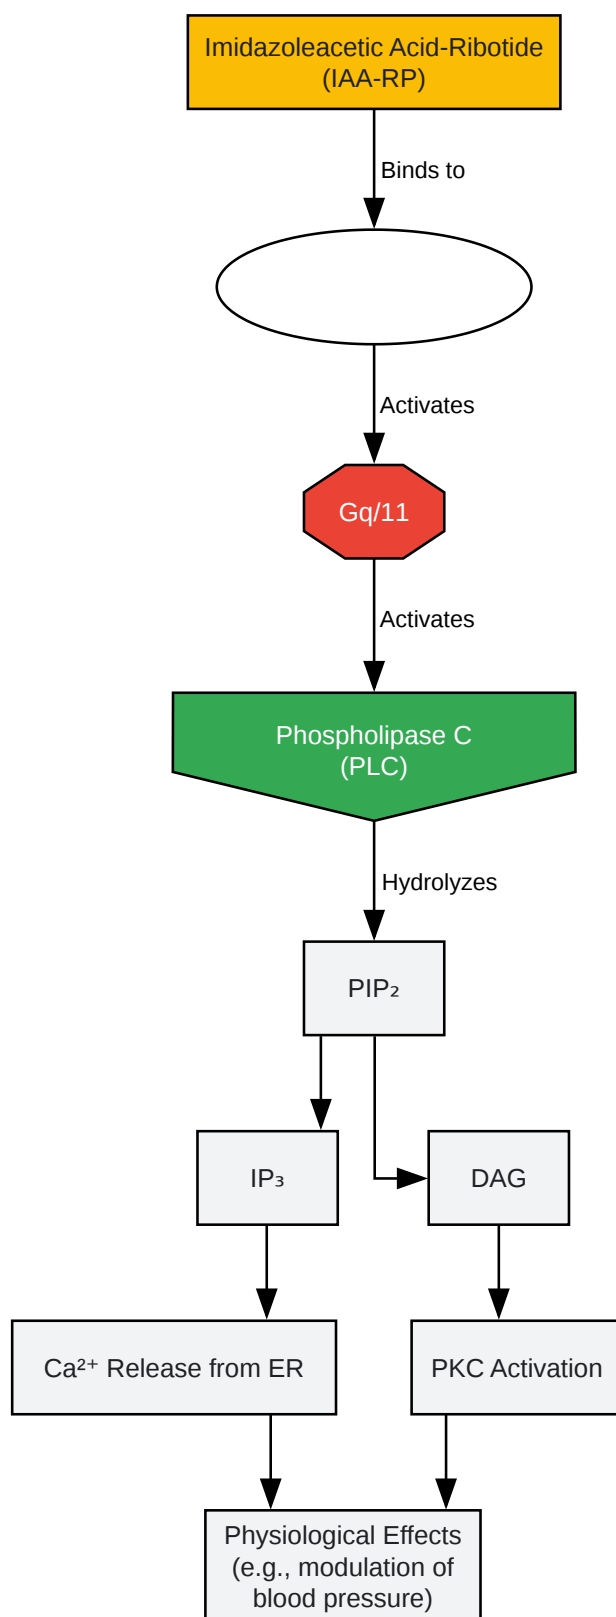 Imidazoleacetic Acid-Ribotide
(IAA-RP)
Binds to
Activates
Gq/11
Activates
Phospholipase C
(PLC)
Hydrolyzes
PIP₂
IP₃
DAG
Ca²⁺ Release from ER
PKC Activation
Physiological Effects
(e.g., modulation of
blood pressure)